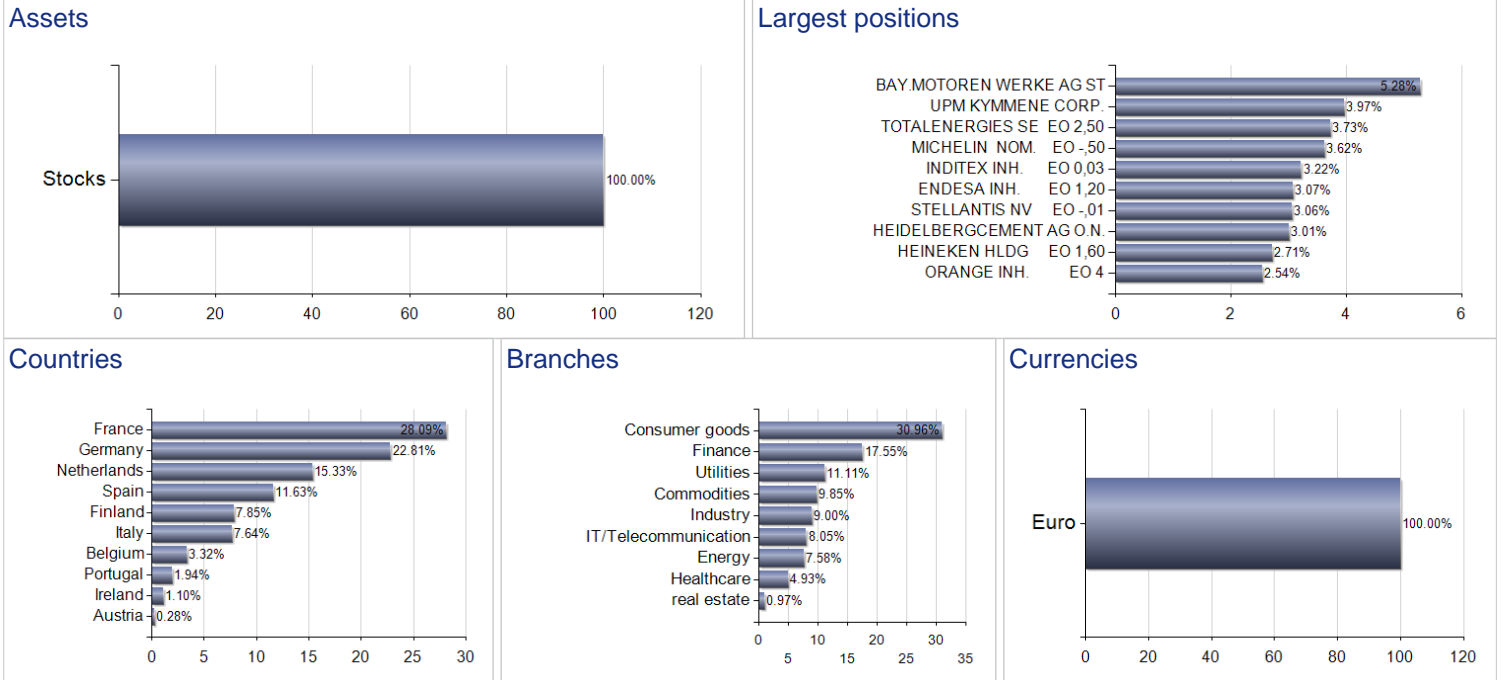 Assets
Stocks
100.00%
0 20 40 60 80 100 120
Largest positions
BAY.MOTOREN WERKE AG ST 5.28%
UPM KYMMENE CORP. 3.97%
TOTALENERGIES SE EO 2,50 3.73%
MICHELIN NOM. EO -,50 3.62%
INDITEX INH. EO 0,03 3.22%
ENDESA INH. EO 1,20 3.07%
STELLANTIS NV EO -,01 3.06%
HEIDELBERGCEMENT AG O.N. 3.01%
HEINEKEN HLDG EO 1,60 2.71%
ORANGE INH. EO 4 2.54%
0 2 4 6
Countries
France 28.09%
Germany 22.81%
Netherlands 15.33%
Spain 11.63%
Finland 7.85%
Italy 7.64%
Belgium 3.32%
Portugal 1.94%
Ireland 1.10%
Austria 0.28%
0 5 10 15 20 25 30
Branches
Consumer goods 30.96%
Finance 17.55%
Utilities 11.11%
Commodities 9.85%
Industry 9.00%
IT/Telecommunication 8.05%
Energy 7.58%
Healthcare 4.93%
real estate 0.97%
0 10 20 30
5 15 25 35
Currencies
Euro
100.00%
0 20 40 60 80 100 120